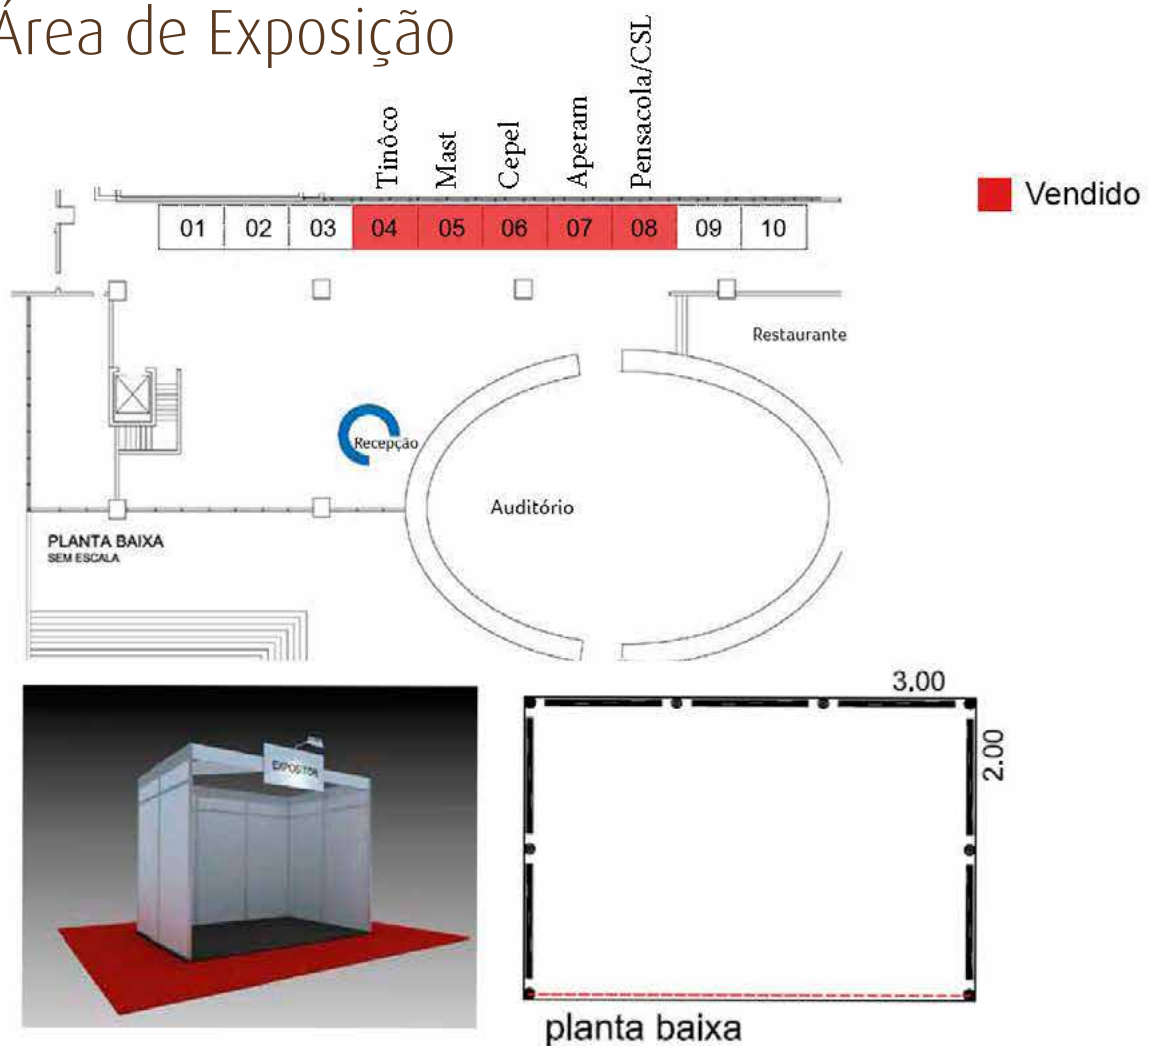 Área de Exposição
Tinôco
Mast
Cepel
Aperam
Pensacola/CSL
Vendido
01 02 03 04 05 06 07 08 09 10
Restaurante
Recepção
Auditório
PLANTA BAIXA
SEM ESCALA
3.00
EXPOSITOR
2.00
planta baixa